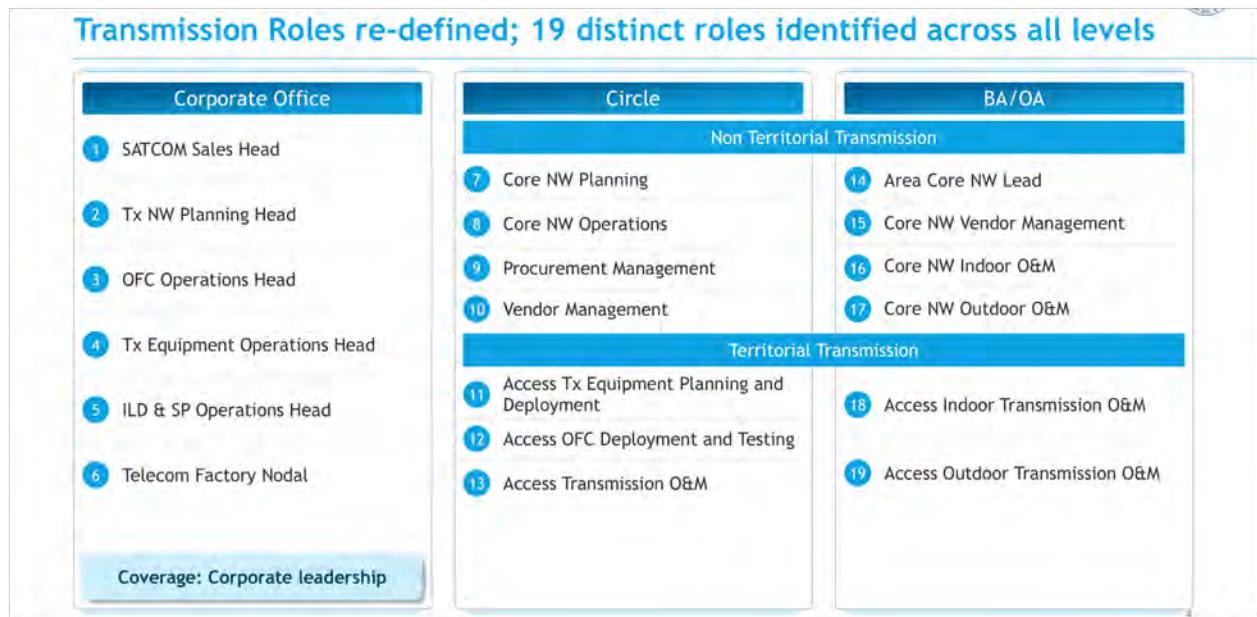 Transmission Roles re-defined; 19 distinct roles identified across all levels
Corporate Office
1 SATCOM Sales Head
2 Tx NW Planning Head
3 OFC Operations Head
4 Tx Equipment Operations Head
5 ILD & SP Operations Head
6 Telecom Factory Nodal
Coverage: Corporate leadership
Circle
BA/OA
Non Territorial Transmission
7 Core NW Planning
8 Core NW Operations
9 Procurement Management
10 Vendor Management
14 Area Core NW Lead
15 Core NW Vendor Management
16 Core NW Indoor O&M
17 Core NW Outdoor O&M
Territorial Transmission
11 Access Tx Equipment Planning and
Deployment
12 Access OFC Deployment and Testing
13 Access Transmission O&M
18 Access Indoor Transmission O&M
19 Access Outdoor Transmission O&M